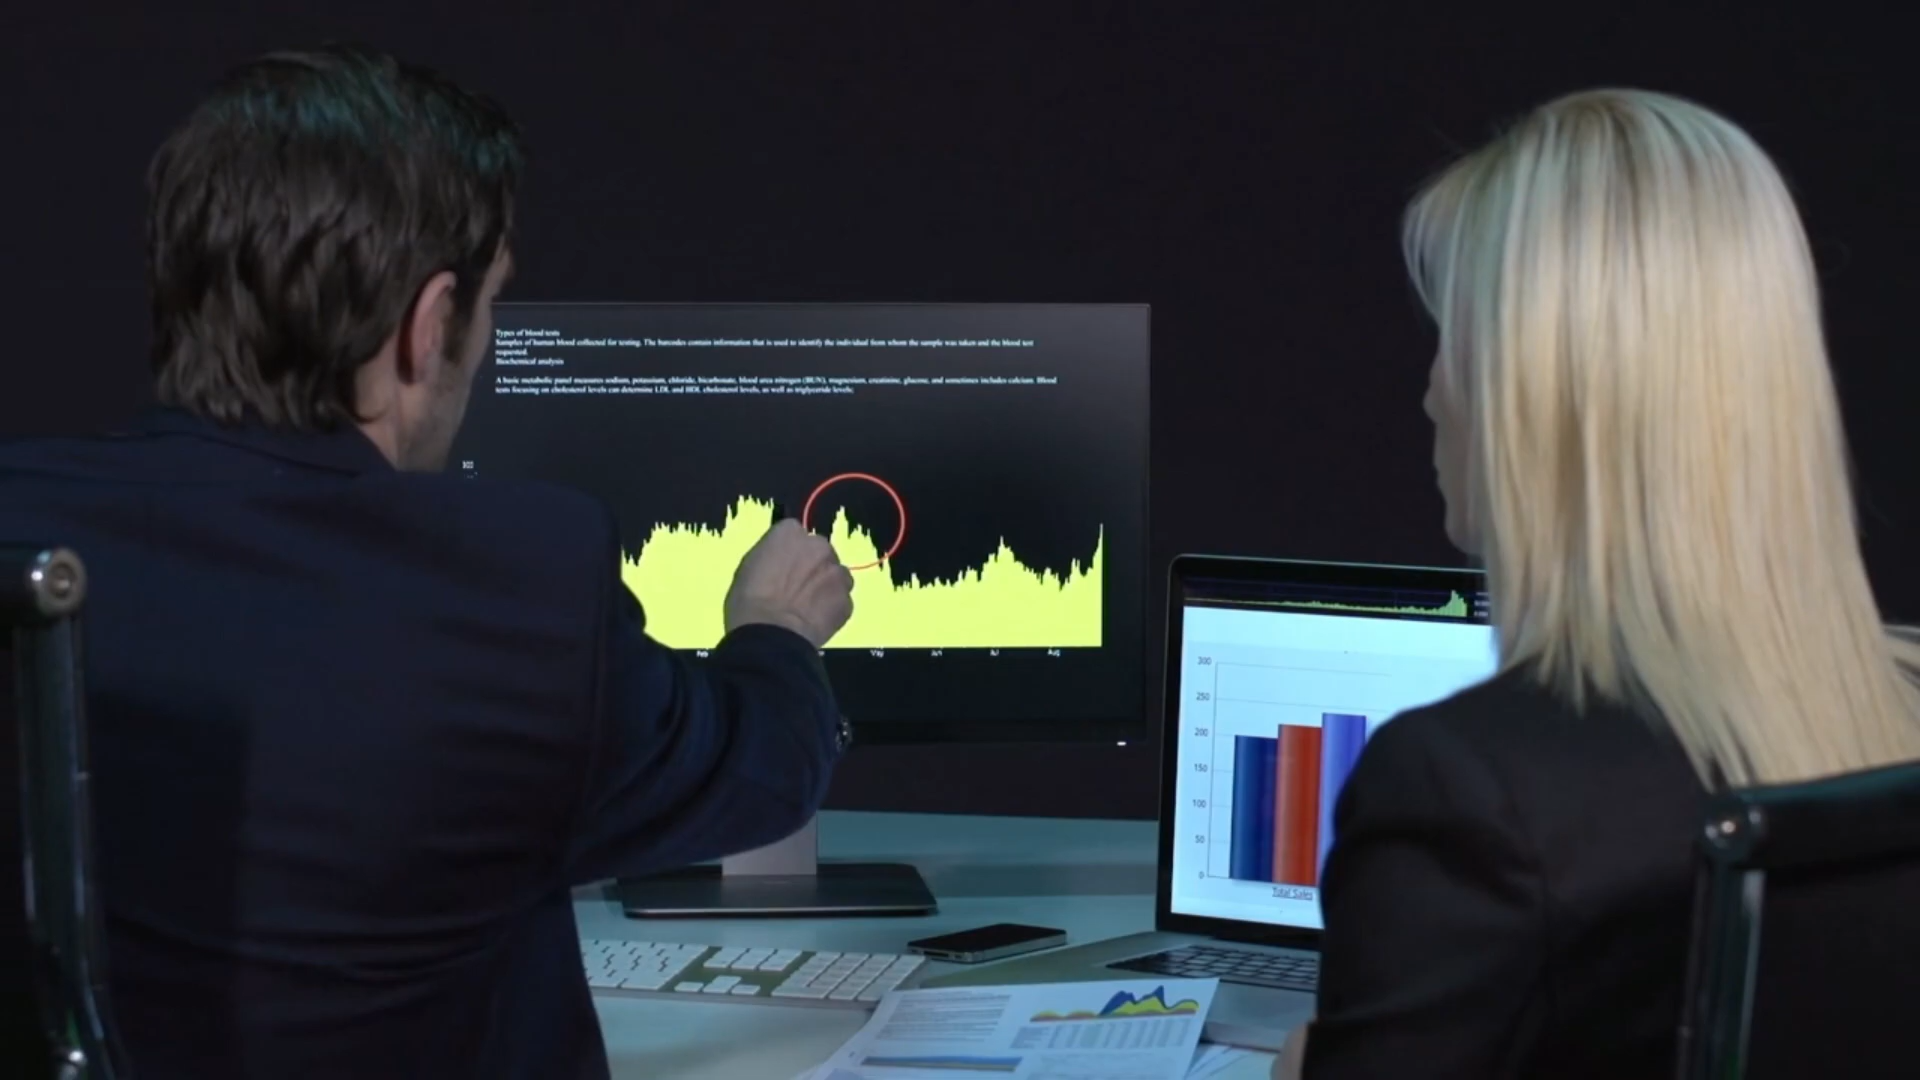 Types of blood tests
Samples of human blood collected for testing. The barcodes contain information that is used to identify the individual from whom the sample was taken and the blood test
requested.
Biochemical analysis
A basic metabolic panel measures sodium, potassium, chloride, bicarbonate, blood urea nitrogen (BUN), magnesium, creatinine, glucose, and sometimes includes calcium. Blood
tests focusing on cholesterol levels can determine LDL and HDL cholesterol levels, as well as triglyceride levels;
300
Feb
May
Jun
Jul
Aug
300
250
200
150
100
50
0
Total Sales